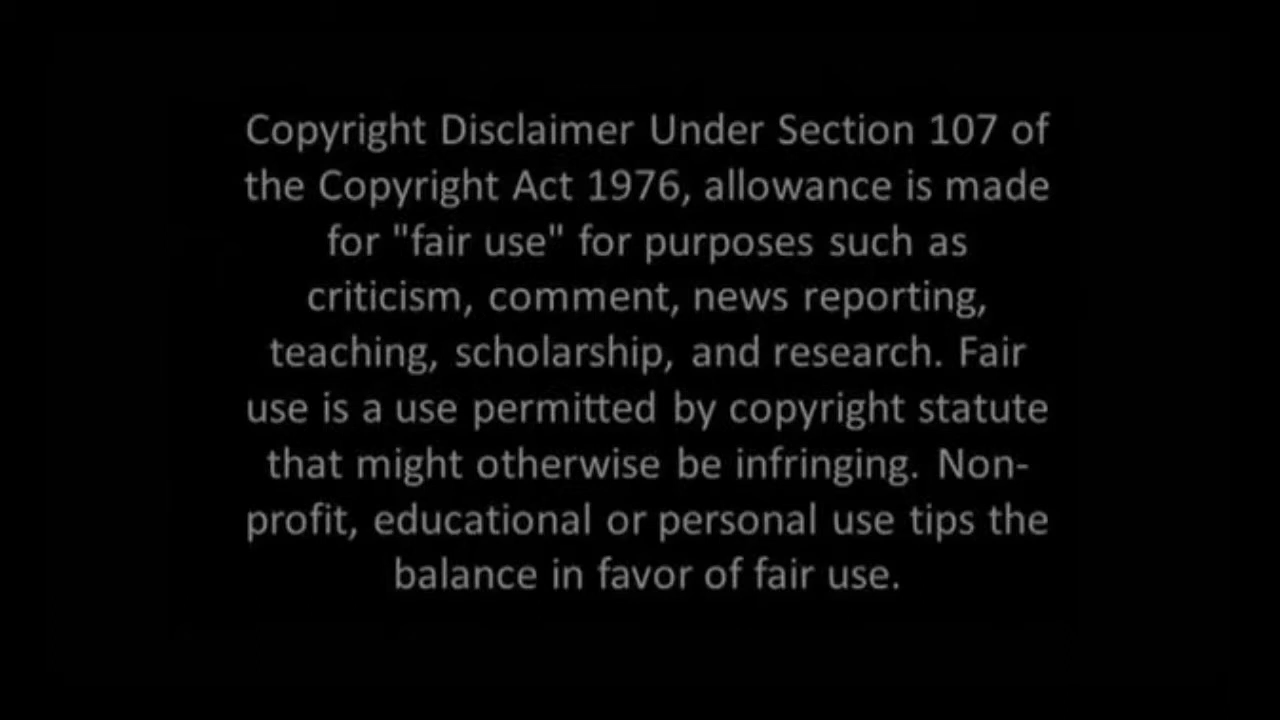 Copyright Disclaimer Under Section 107 of
the Copyright Act 1976, allowance is made
for "fair use" for purposes such as
criticism, comment, news reporting,
teaching, scholarship, and research. Fair
use is a use permitted by copyright statute
that might otherwise be infringing. Non-
profit, educational or personal use tips the
balance in favor of fair use.